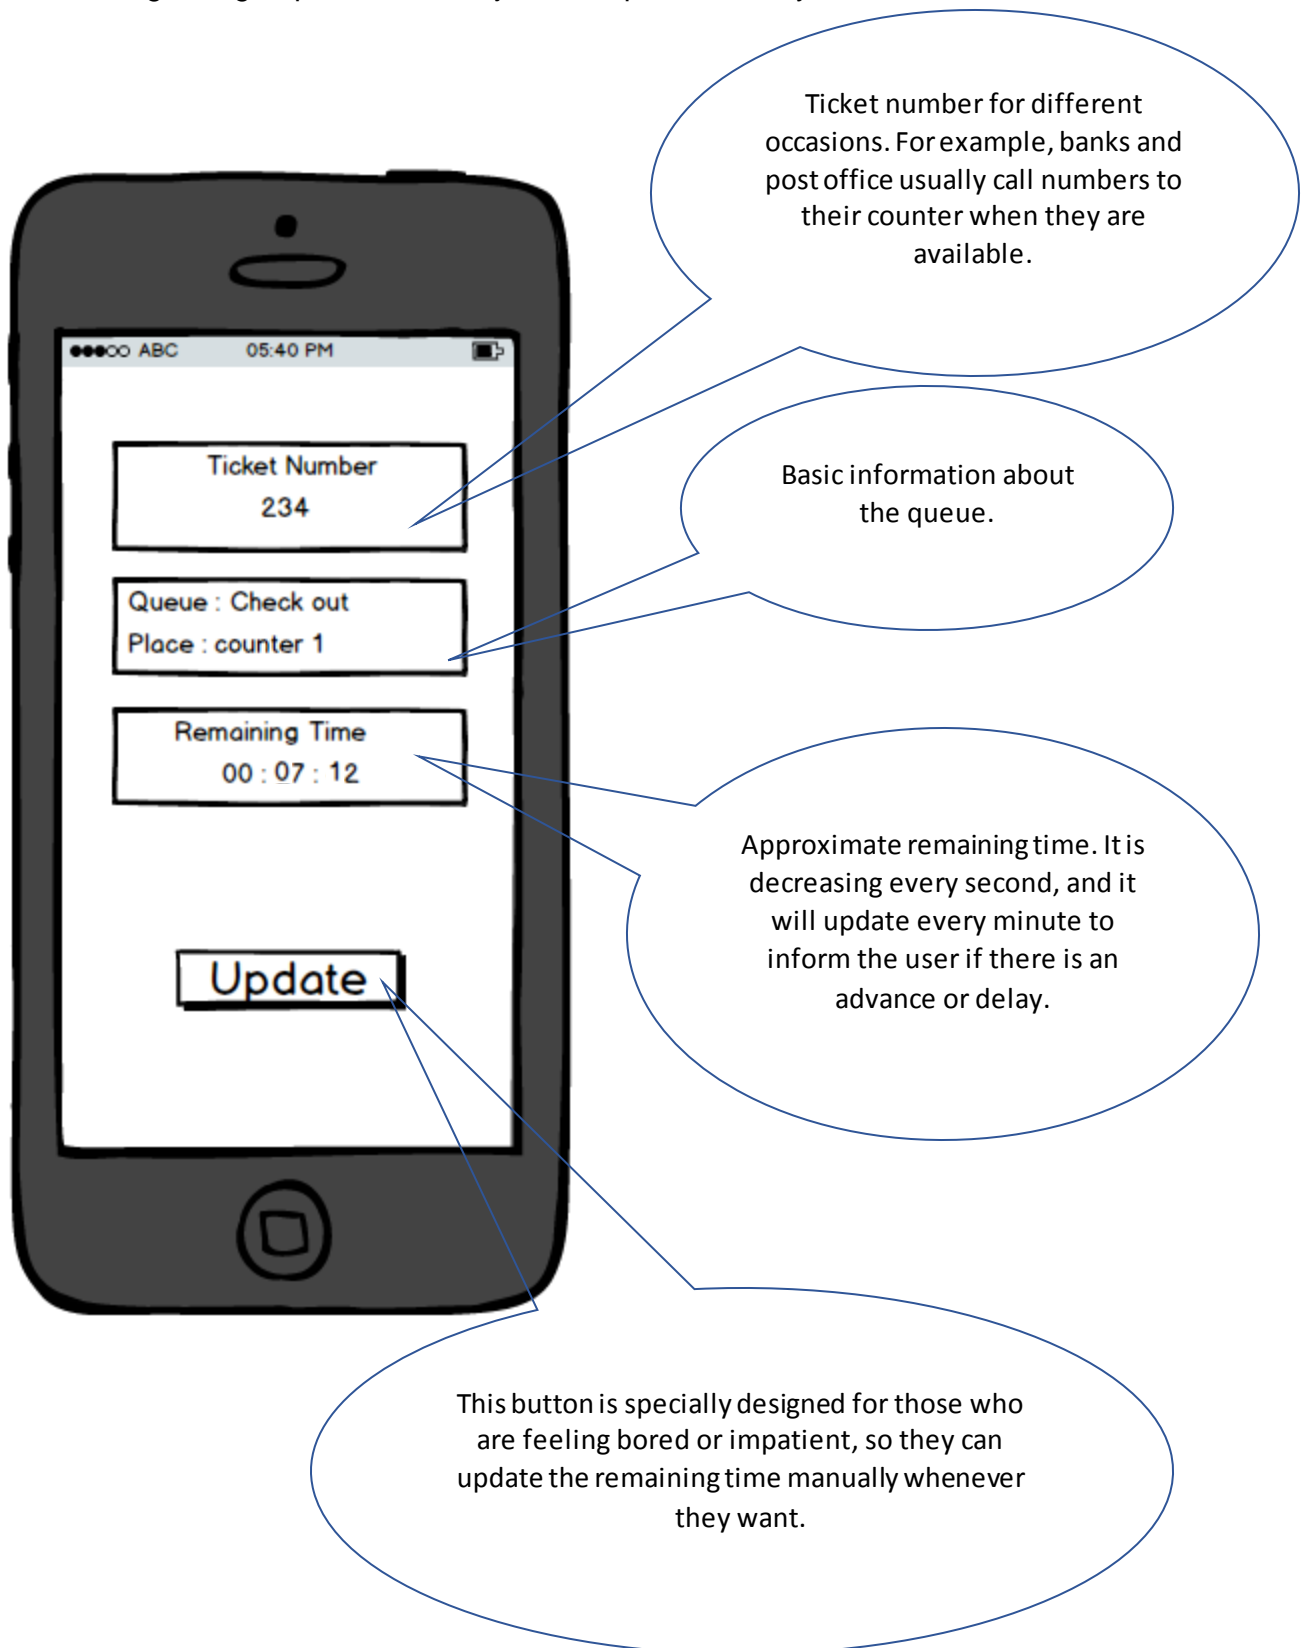 Ticket number for different
occasions. For example, banks and
post office usually call numbers to
their counter when they are
available.
ABC 05:40 PM
Ticket Number
234
Basic information about
the queue.
Queue : Check out
Place : counter 1
Remaining Time
00 : 07 : 12
Approximate remaining time. It is
decreasing every second, and it
will update every minute to
inform the user if there is an
advance or delay.
Update
This button is specially designed for those who
are feeling bored or impatient, so they can
update the remaining time manually whenever
they want.